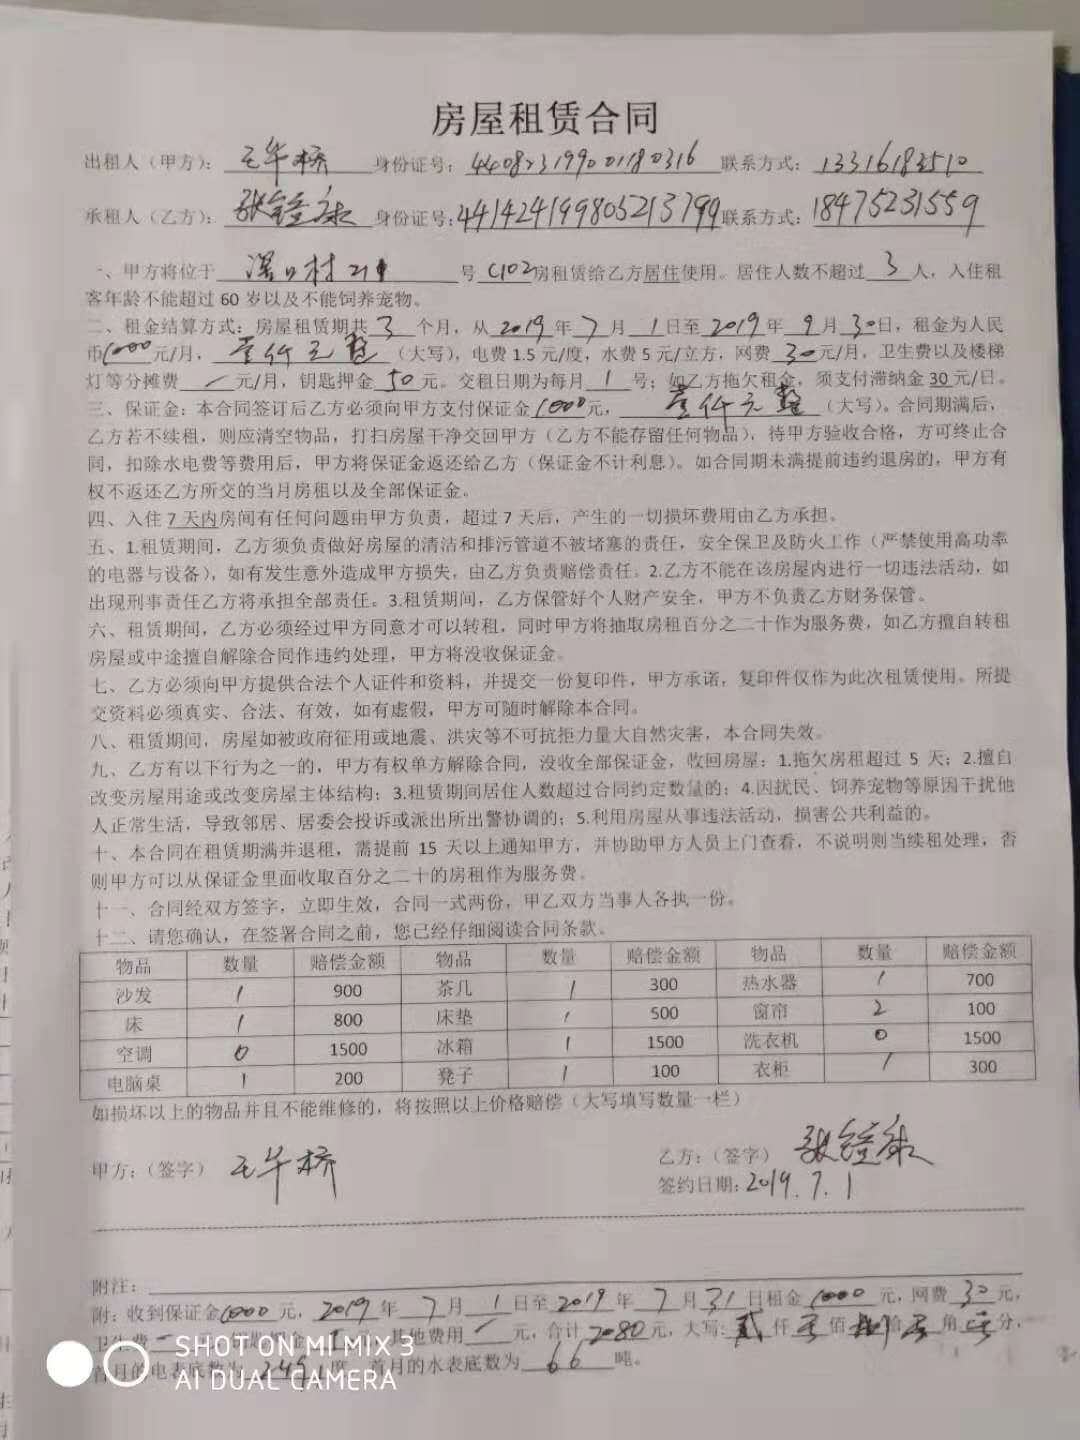 房屋租赁合同
出租人（甲方）： 身份证号：440823199001180316 联系方式：13316183510
承租人（乙方）： 身份证号：441424199805213799 联系方式：18475231559
一、甲方将位于 村 号C102房租赁给乙方居住使用。居住人数不超过 3 人，入住租
客年龄不能超过 60 岁以及不能饲养宠物。
二、租金结算方式：房屋租赁期共 3 个月，从 2019 年 7 月 1 日至 2019 年 9 月 30日，租金为人民
币1000元/月，壹仟元整（大写），电费 1.5 元/度，水费 5 元/立方，网费 30 元/月，卫生费以及楼梯
灯等分摊费 / 元/月，钥匙押金 50 元。交租日期为每月 1 号；如乙方拖欠租金，须支付滞纳金 30 元/日。
三、保证金：本合同签订后乙方必须向甲方支付保证金 1000元，壹仟元整（大写）。合同期满后，
乙方若不续租，则应清空物品，打扫房屋干净交回甲方（乙方不能存留任何物品），待甲方验收合格，方可终止合
同，扣除水电费等费用后，甲方将保证金返还给乙方（保证金不计利息）。如合同期未满提前违约退房的，甲方有
权不返还乙方所交的当月房租以及全部保证金。
四、入住 7 天内房间有任何问题由甲方负责，超过 7 天后，产生的一切损坏费用由乙方承担。
五、1.租赁期间，乙方须负责做好房屋的清洁和排污管道不被堵塞的责任，安全保卫及防火工作（严禁使用高功率
的电器与设备），如有发生意外造成甲方损失，由乙方负责赔偿责任。2.乙方不能在该房屋内进行一切违法活动，如
出现刑事责任乙方将承担全部责任。3.租赁期间，乙方保管好个人财产安全，甲方不负责乙方财务保管。
六、租赁期间，乙方必须经过甲方同意才可以转租，同时甲方将抽取房租百分之二十作为服务费，如乙方擅自转租
房屋或中途擅自解除合同作违约处理，甲方将没收保证金。
七、乙方必须向甲方提供合法个人证件和资料，并提交一份复印件，甲方承诺，复印件仅作为此次租赁使用。所提
交资料必须真实、合法、有效，如有虚假，甲方可随时解除本合同。
八、租赁期间，房屋如被政府征用或地震、洪灾等不可抗拒力量大自然灾害，本合同失效。
九、乙方有以下行为之一的，甲方有权单方解除合同，没收全部保证金，收回房屋：1.拖欠房租超过 5 天；2.擅自
改变房屋用途或改变房屋主体结构；3.租赁期间居住人数超过合同约定数量的；4.因扰民、饲养宠物等原因干扰他
人正常生活，导致邻居、居委会投诉或派出所出警协调的；5.利用房屋从事违法活动，损害公共利益的。
十、本合同在租赁期满并退租，需提前 15 天以上通知甲方，并协助甲方人员上门查看，不说明则当续租处理，否
则甲方可以从保证金里面收取百分之二十的房租作为服务费。
十一、合同经双方签字，立即生效，合同一式两份，甲乙双方当事人各执一份。
十二、请您确认，在签署合同之前，您已经仔细阅读合同条款。
物品 数量 赔偿金额 物品 数量 赔偿金额 物品 数量 赔偿金额
沙发 1 900 茶几 1 300 热水器 1 700
床 1 800 床垫 1 500 窗帘 2 100
空调 0 1500 冰箱 1 1500 洗衣机 0 1500
电脑桌 1 200 凳子 1 100 衣柜 1 300
如损坏以上的物品并且不能维修的，将按照以上价格赔偿（大写填写数量一栏）
甲方：（签字） 乙方：（签字）
签约日期：2019.7.1
附注：
附：收到保证金1000 元，2019 年 7 月 1 日至 2019 年 7 月 31 日租金 1000 元，网费 30 元，
卫生费 元，合计 2080 元，大写：贰 仟 零 佰 角 零 分，
首月的电表底数为 度，首月的水表底数为 66 吨。
SHOT ON MI MIX 3
AI DUAL CAMERA